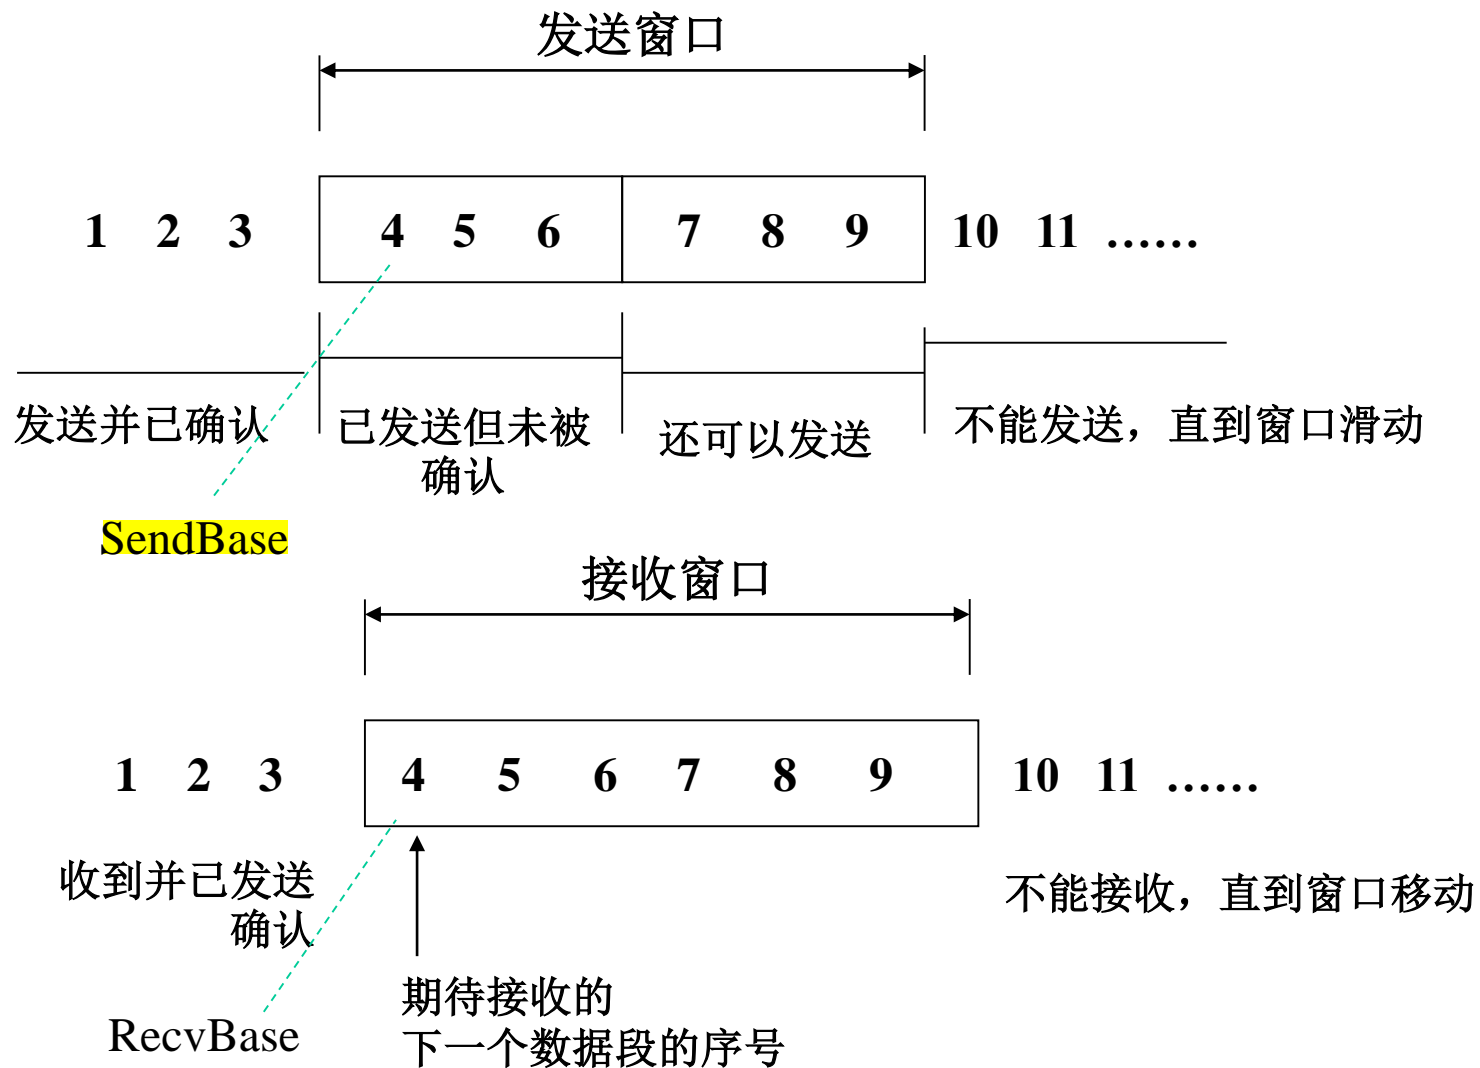 发送窗口
1 2 3 4 5 6 7 8 9 10 11 ……
发送并已确认 已发送但未被确认 还可以发送 不能发送，直到窗口滑动
SendBase
接收窗口
1 2 3 4 5 6 7 8 9 10 11 ……
收到并已发送
确认
不能接收，直到窗口移动
期待接收的
下一个数据段的序号
RecvBase